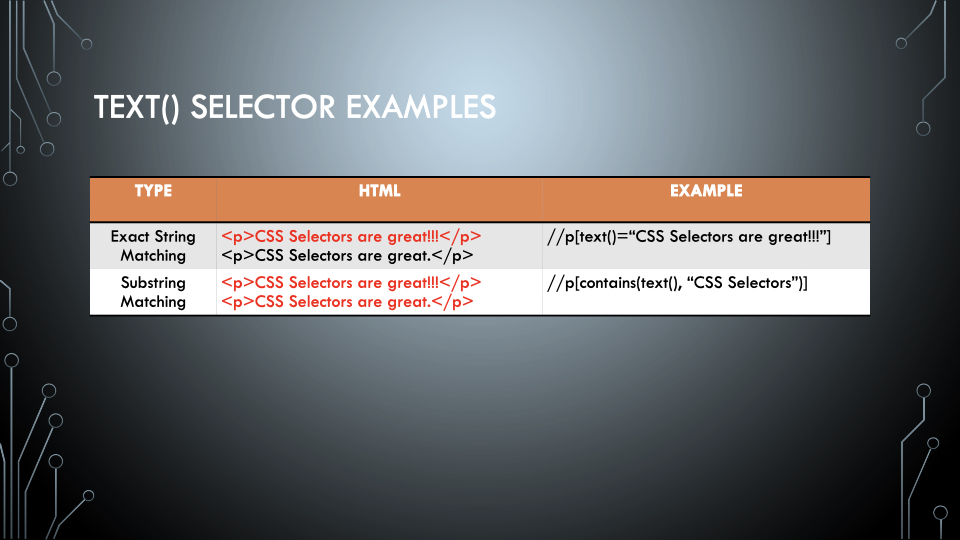 TEXT() SELECTOR EXAMPLES
TYPE HTML EXAMPLE
Exact String Matching
<p>CSS Selectors are great!!!</p>
<p>CSS Selectors are great.</p>
//p[text()=“CSS Selectors are great!!!”]
Substring Matching
<p>CSS Selectors are great!!!</p>
<p>CSS Selectors are great.</p>
//p[contains(text(), “CSS Selectors”)]